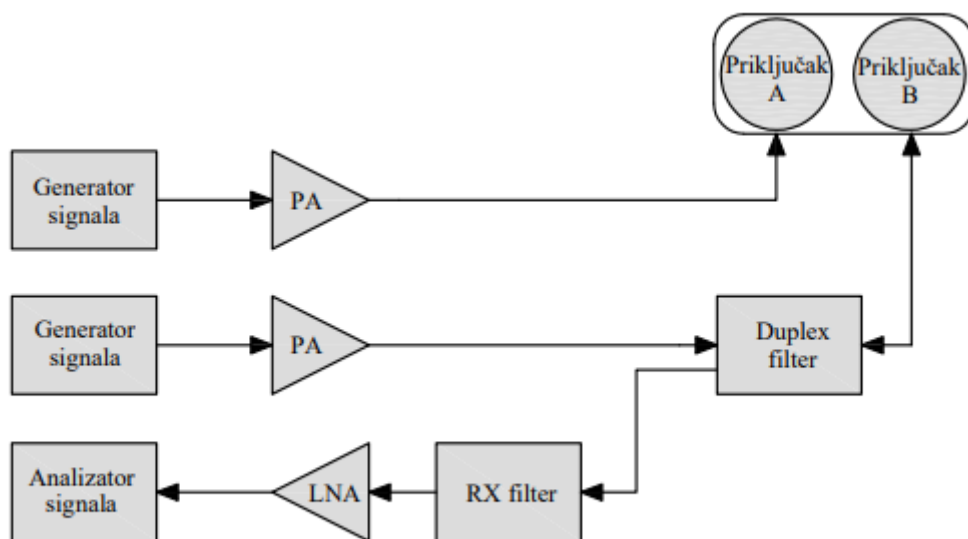 Priključak
A
Priključak
B
Generator
signala
PA
Generator
signala
PA
Duplex
filter
Analizator
signala
LNA
RX filter